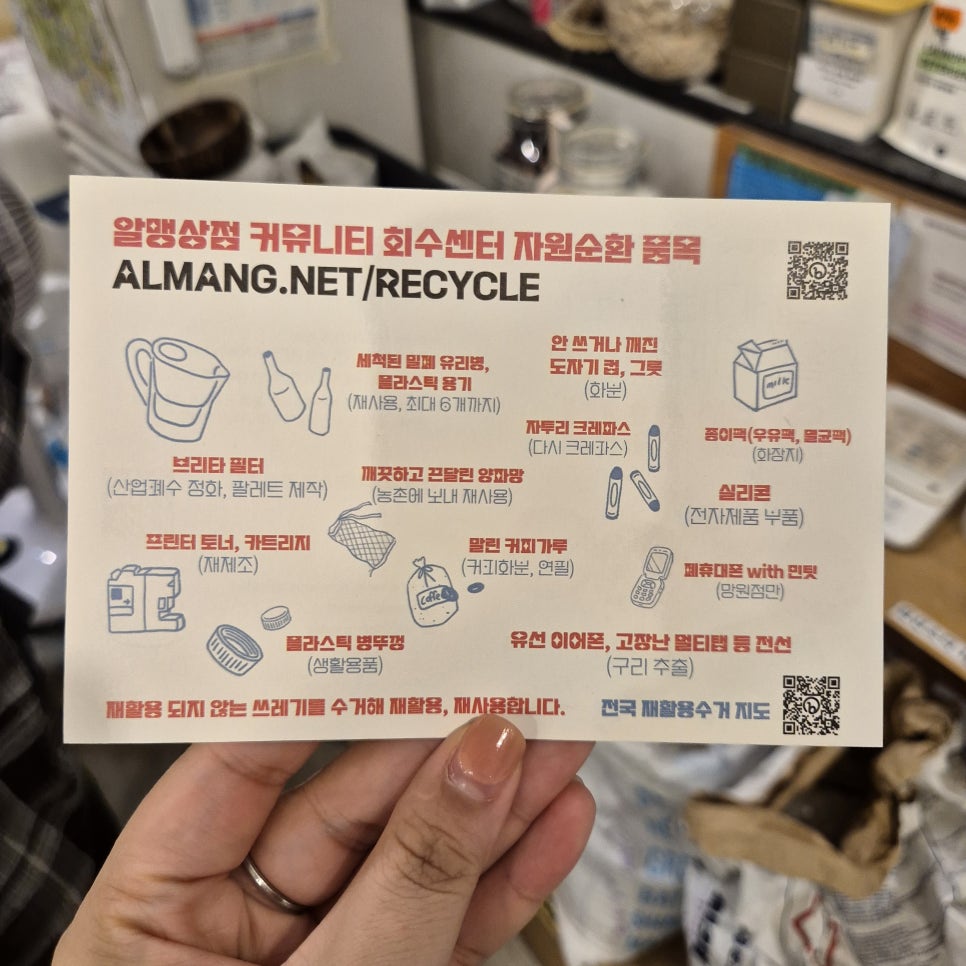 알맹상점 커뮤니티 회수센터 자원순환 품목
ALMANG.NET/RECYCLE
세척된 밀폐 유리병,
플라스틱 용기
(재사용, 최대 6개까지)
안 쓰거나 깨진
도자기 컵, 그릇
(화분)
milk
자투리 크레파스
(다시 크레파스)
종이팩(우유팩, 멸균팩)
(화장지)
브리타 필터
(산업폐수 정화, 팔레트 제작)
깨끗하고 끈달린 양파망
(농촌에 보내 재사용)
실리콘
(전자제품 부품)
프린터 토너, 카트리지
(재제조)
말린 커피가루
(커피화분, 연필)
Coffe
폐휴대폰 with 민팃
(망원점만)
플라스틱 병뚜껑
(생활용품)
유선 이어폰, 고장난 멀티탭 등 전선
(구리 추출)
재활용 되지 않는 쓰레기를 수거해 재활용, 재사용합니다.
전국 재활용수거 지도